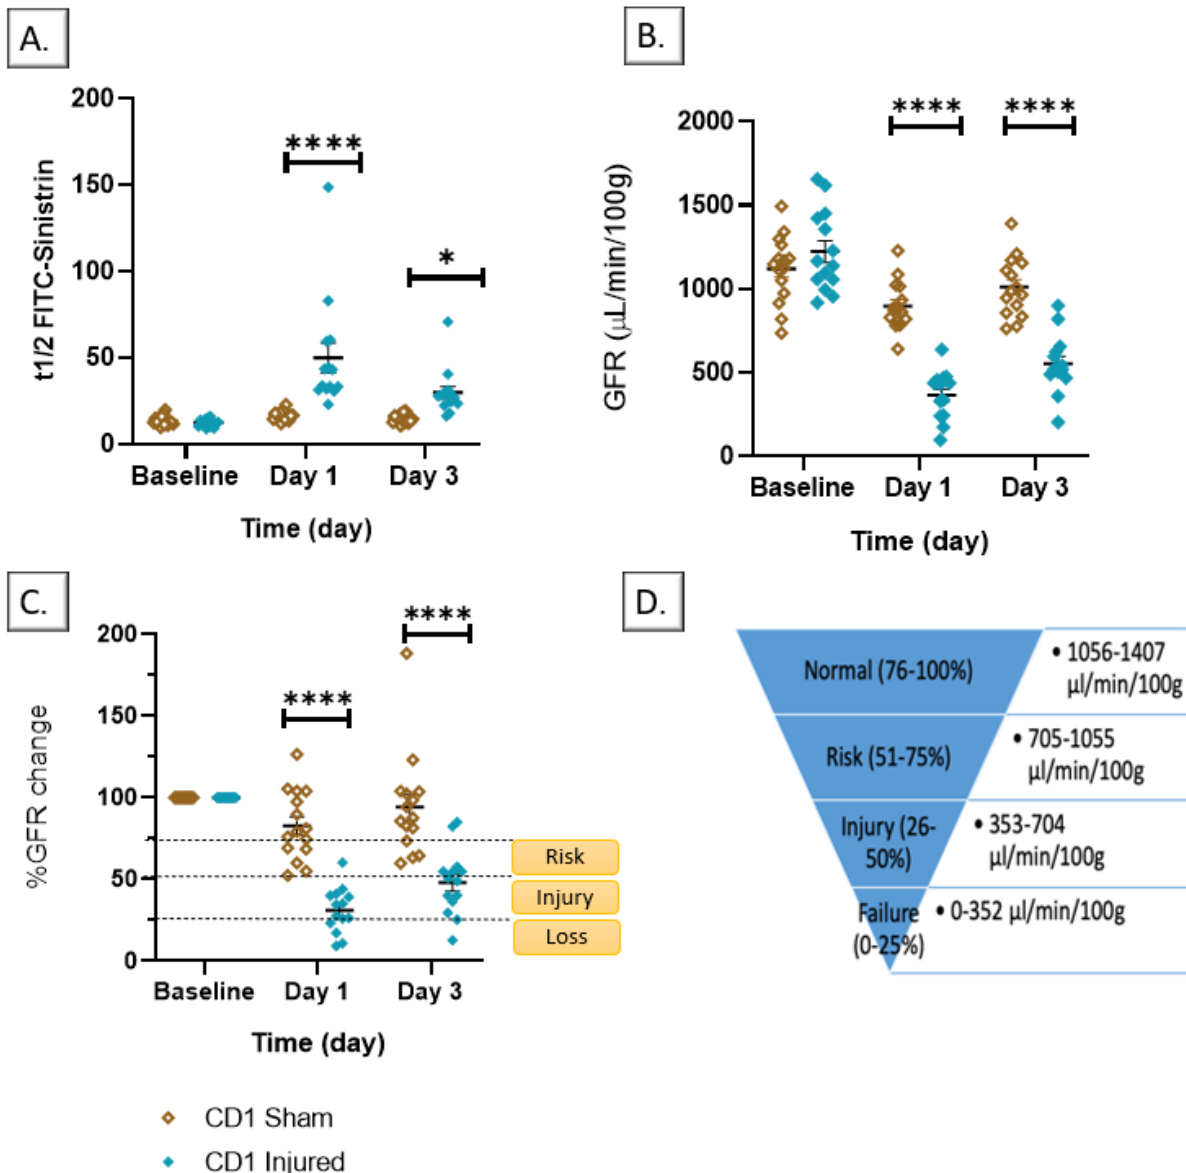 A.
200
150
100
50
0
t1/2 FITC-Sinistrin
****
*
Baseline Day 1 Day 3
Time (day)
B.
2000
1500
1000
500
0
GFR (µL/min/100g)
**** ****
Baseline Day 1 Day 3
Time (day)
C.
200
150
100
50
0
%GFR change
****
****
Risk
Injury
Loss
Baseline Day 1 Day 3
Time (day)
CD1 Sham
CD1 Injured
D.
Normal (76-100%)
• 1056-1407
µl/min/100g
Risk (51-75%)
• 705-1055
µl/min/100g
Injury (26-
50%)
• 353-704
µl/min/100g
Failure
(0-25%)
• 0-352 µl/min/100g